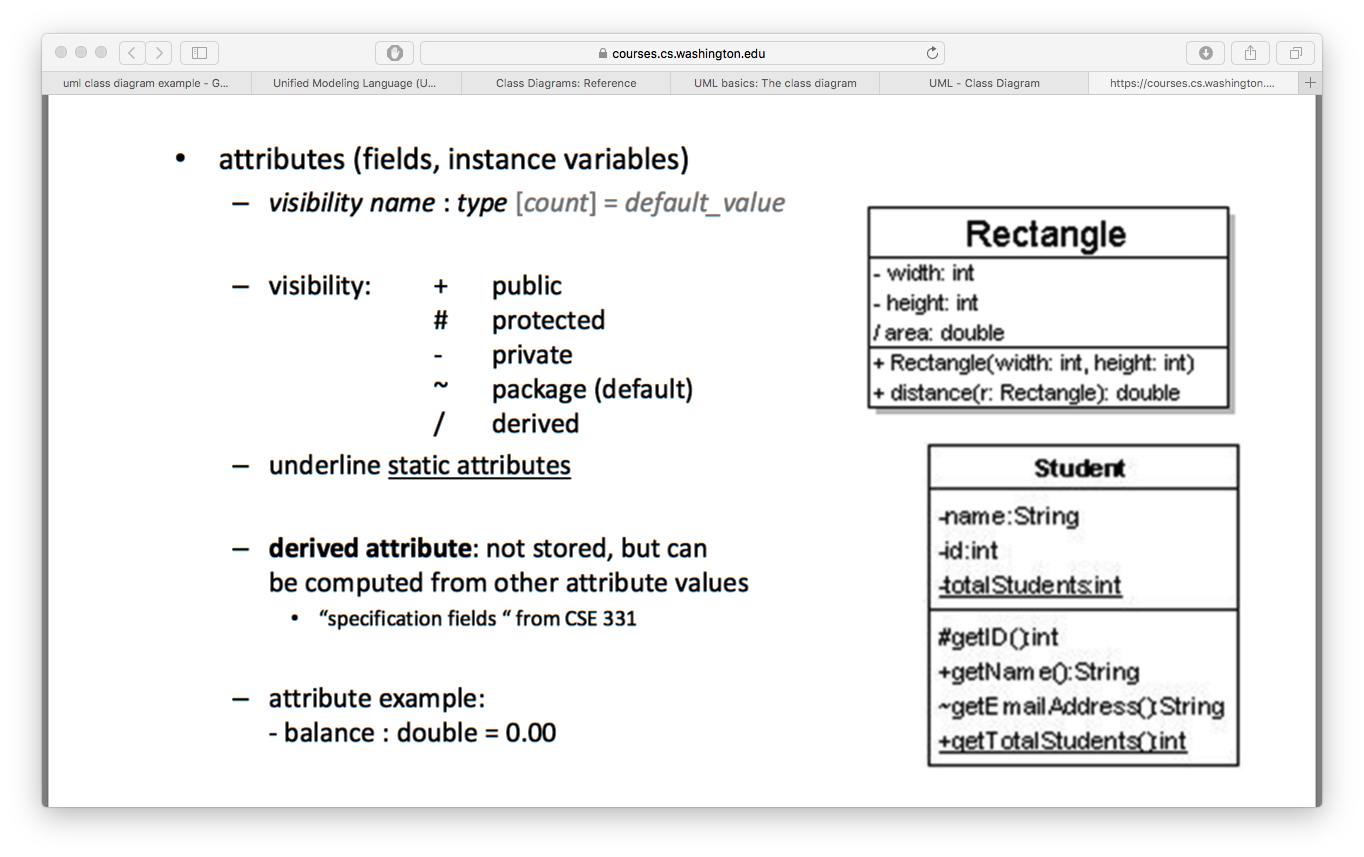 courses.cs.washington.edu
uml class diagram example - G...
Unified Modeling Language (U...
Class Diagrams: Reference
UML basics: The class diagram
UML - Class Diagram
https://courses.cs.washington....
• attributes (fields, instance variables)
– visibility name : type [count] = default_value
– visibility: + public
# protected
- private
~ package (default)
/ derived
– underline static attributes
– derived attribute: not stored, but can
be computed from other attribute values
• “specification fields “ from CSE 331
– attribute example:
- balance : double = 0.00
Rectangle
- width: int
- height: int
/ area: double
+ Rectangle(width: int, height: int)
+ distance(r: Rectangle): double
Student
-name:String
-id:int
-totalStudents:int
#getID():int
+getName():String
~getEmailAddress():String
+getTotalStudents():int